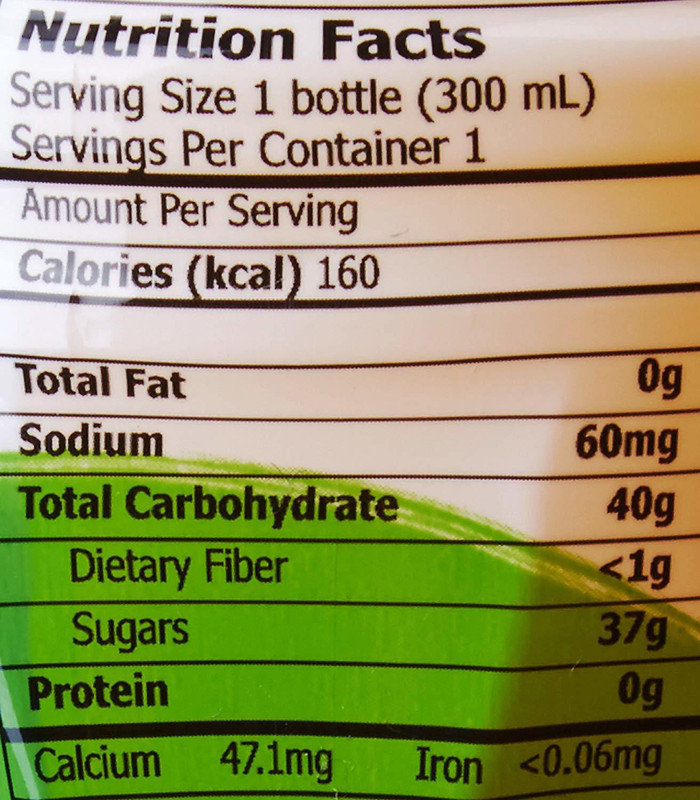 Nutrition Facts
Serving Size 1 bottle (300 mL)
Servings Per Container 1
Amount Per Serving
Calories (kcal) 160
Total Fat 0g
Sodium 60mg
Total Carbohydrate 40g
Dietary Fiber <1g
Sugars 37g
Protein 0g
Calcium 47.1mg Iron <0.06mg